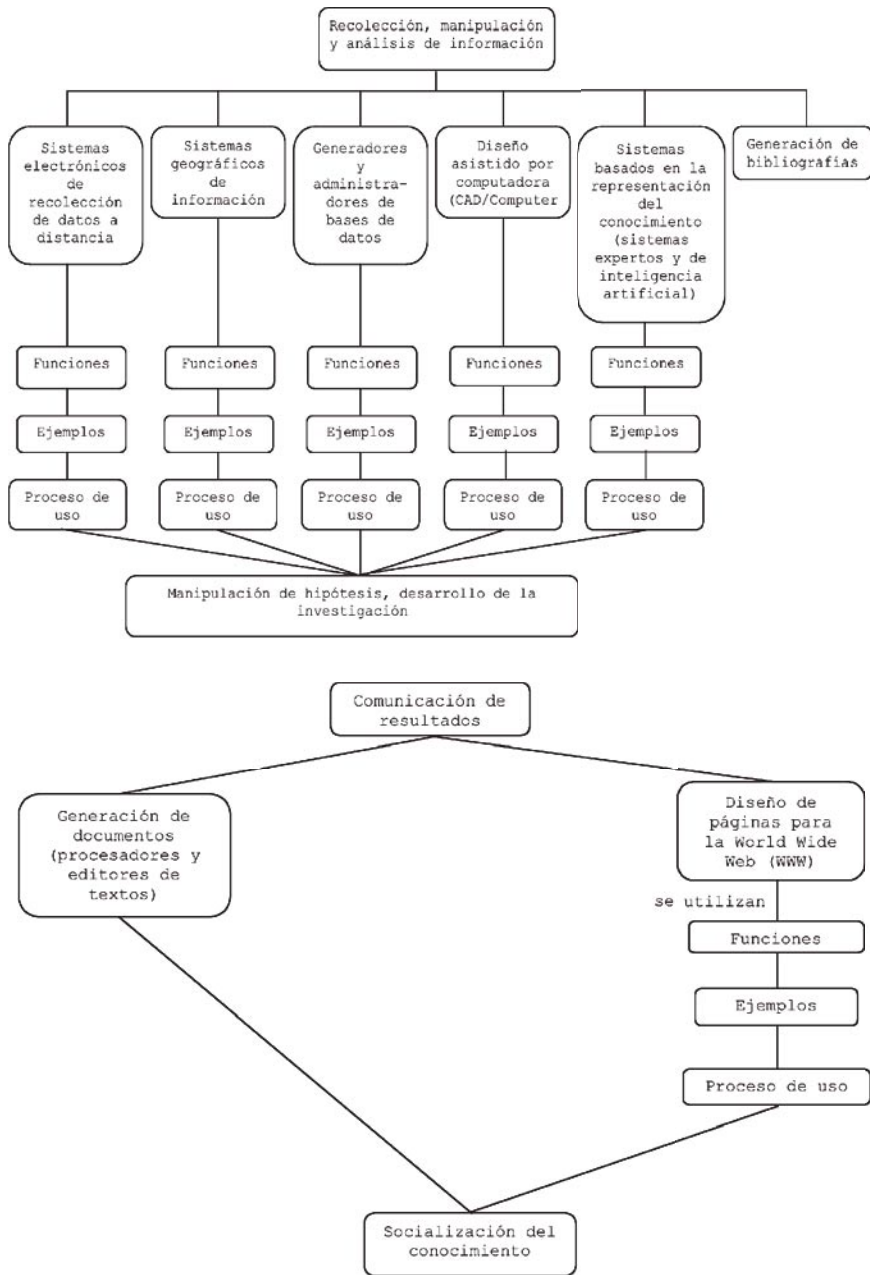 Recolección, manipulación
y análisis de información
Sistemas
electrónicos
de
recolección
de datos a
distancia
Sistemas
geográficos
de
información
Generadores
y
administra-
dores de
bases de
datos
Diseño
asistido por
computadora
(CAD/Computer
Sistemas
basados en la
representación
del
conocimiento
(sistemas
expertos y de
inteligencia
artificial)
Generación de
bibliografías
Funciones
Funciones
Funciones
Funciones
Funciones
Ejemplos
Ejemplos
Ejemplos
Ejemplos
Ejemplos
Proceso de
uso
Proceso de
uso
Proceso de
uso
Proceso de
uso
Proceso de
uso
Manipulación de hipótesis, desarrollo de la
investigación
Comunicación de
resultados
Generación de
documentos
(procesadores y
editores de
textos)
Diseño de
páginas para
la World Wide
Web (WWW)
se utilizan
Funciones
Ejemplos
Proceso de uso
Socialización del
conocimiento